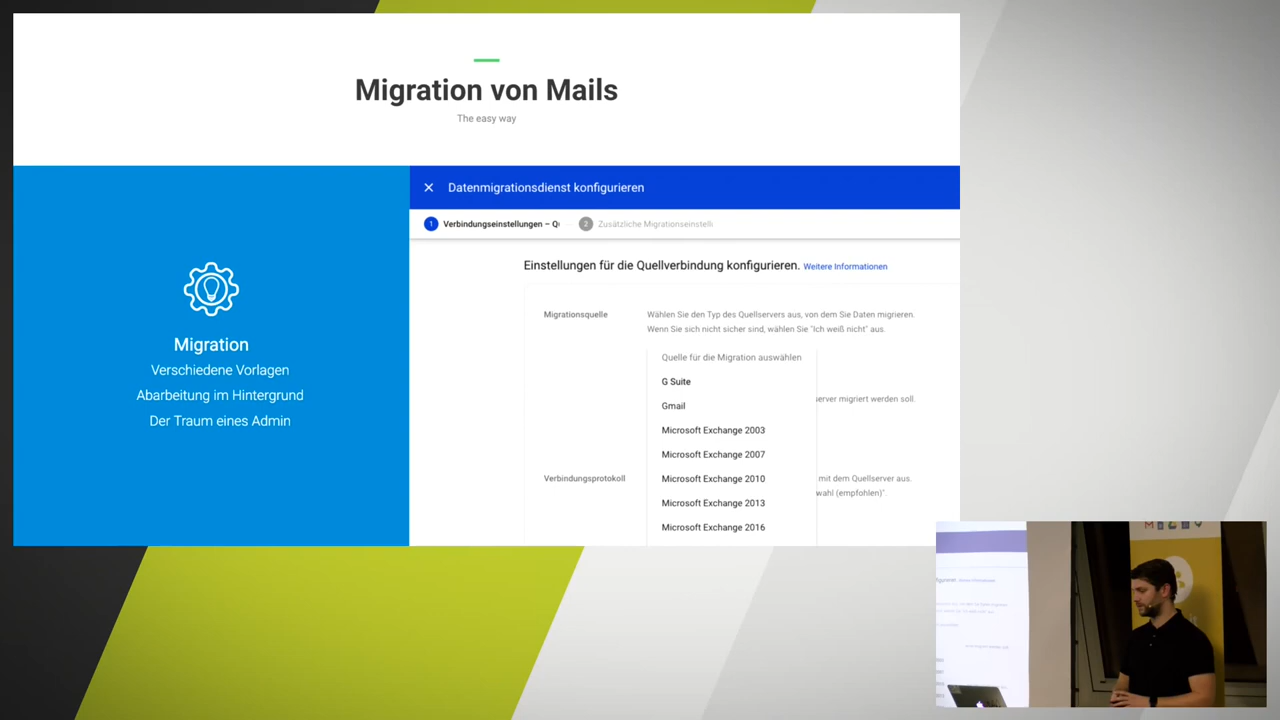 Migration von Mails
The easy way
Migration
Verschiedene Vorlagen
Abarbeitung im Hintergrund
Der Traum eines Admin
Datenmigrationsdienst konfigurieren
1 Verbindungseinstellungen – Q
2 Zusätzliche Migrationseinstell
Einstellungen für die Quellverbindung konfigurieren. Weitere Informationen
Migrationsquelle
Wählen Sie den Typ des Quellservers aus, von dem Sie Daten migrieren.
Wenn Sie sich nicht sicher sind, wählen Sie "Ich weiß nicht" aus.
Quelle für die Migration auswählen
G Suite
Gmail
server migriert werden soll.
Microsoft Exchange 2003
Microsoft Exchange 2007
Verbindungsprotokoll
Microsoft Exchange 2010
mit dem Quellserver aus.
wahl (empfohlen)"
Microsoft Exchange 2013
Microsoft Exchange 2016